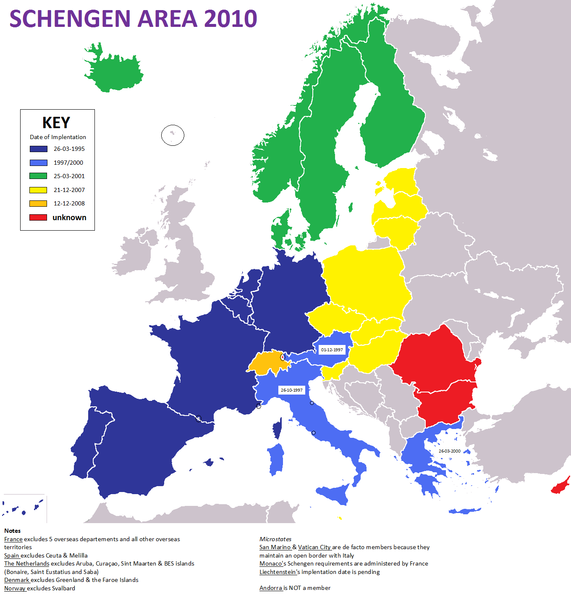 SCHENGEN AREA 2010
KEY
Date of Implentation
26-03-1995
1997/2000
25-03-2001
21-12-2007
12-12-2008
unknown
01-12-1997
26-10-1997
26-03-2000
Notes
France excludes 5 overseas departements and all other overseas
territories
Spain excludes Ceuta & Melilla
The Netherlands excludes Aruba, Curaçao, Sint Maarten & BES islands
(Bonaire, Saint Eustatius and Saba)
Denmark excludes Greenland & the Faroe Islands
Norway excludes Svalbard
Microstates
San Marino & Vatican City are de facto members because they
maintain an open border with Italy
Monaco's Schengen requirements are administered by France
Liechtenstein's implentation date is pending
Andorra is NOT a member